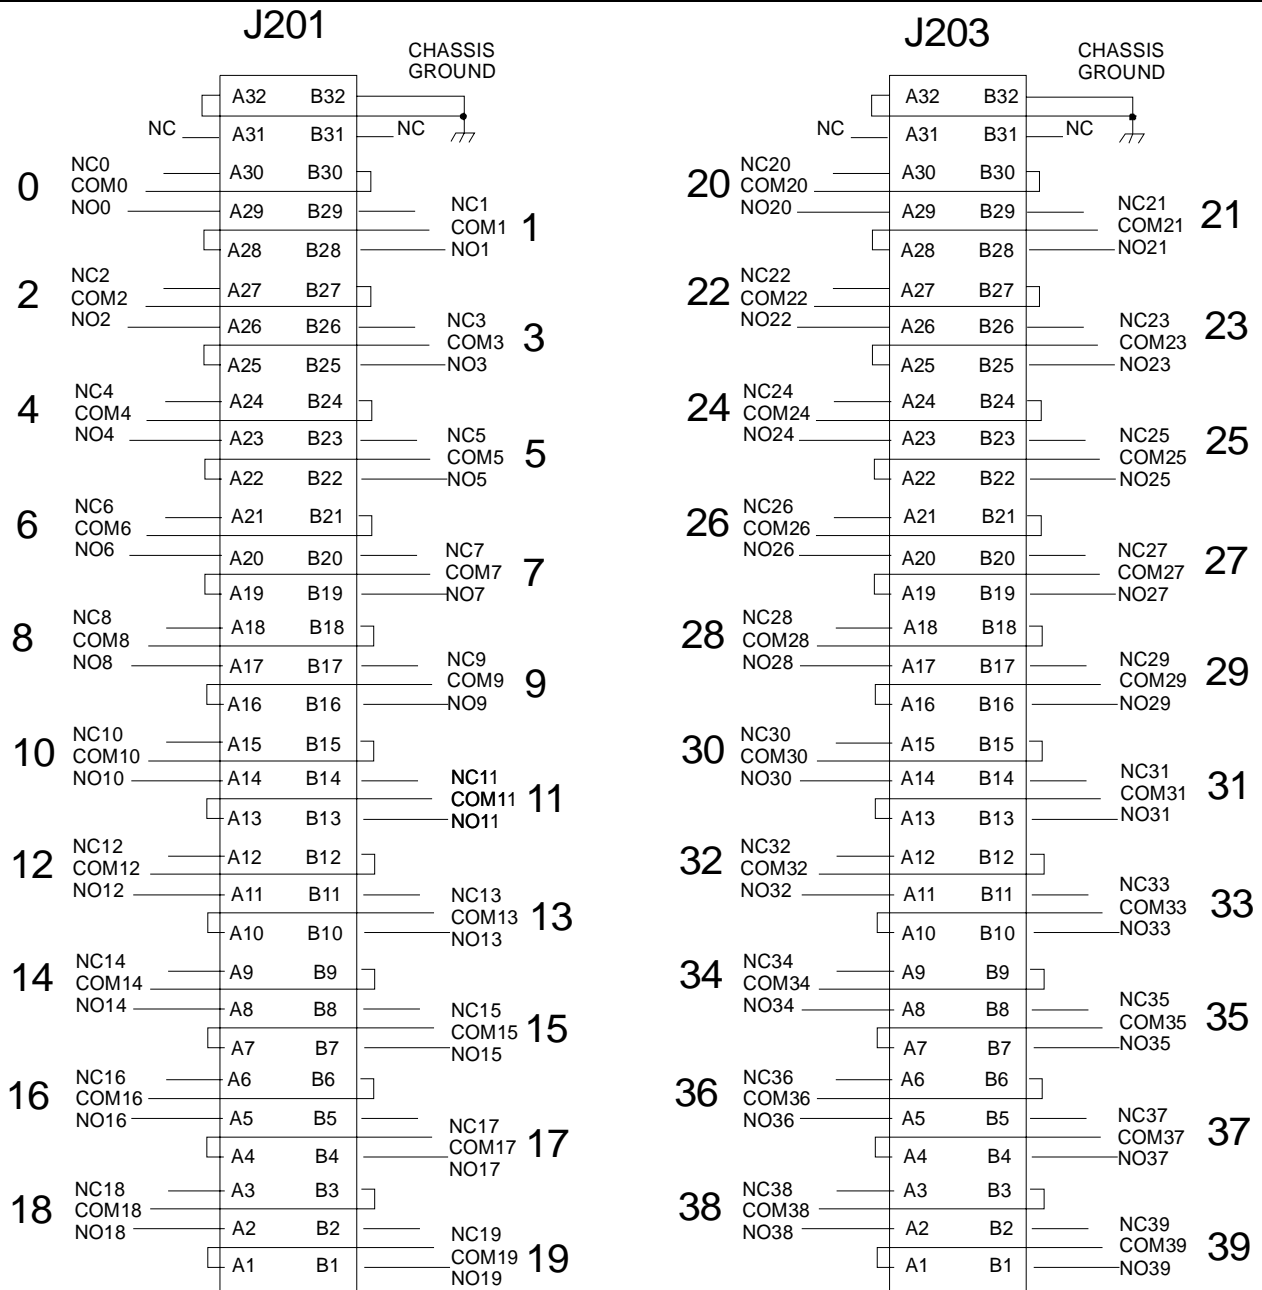 J201
CHASSIS
GROUND
A32 B32
NC A31 B31 NC
NC0
A30 B30
0 COM0
NO0 A29 B29 NC1
COM1 1
A28 B28 NO1
NC2
A27 B27
2 COM2
NO2 A26 B26 NC3
COM3 3
A25 B25 NO3
NC4
A24 B24
4 COM4
NO4 A23 B23 NC5
COM5 5
A22 B22 NO5
NC6
A21 B21
6 COM6
NO6 A20 B20 NC7
COM7 7
A19 B19 NO7
NC8
A18 B18
8 COM8
NO8 A17 B17 NC9
COM9 9
A16 B16 NO9
NC10
A15 B15
10 COM10
NO10 A14 B14 NC11
COM11 11
A13 B13 NO11
NC12
A12 B12
12 COM12
NO12 A11 B11 NC13
COM13 13
A10 B10 NO13
NC14
A9 B9
14 COM14
NO14 A8 B8 NC15
COM15 15
A7 B7 NO15
NC16
A6 B6
16 COM16
NO16 A5 B5 NC17
COM17 17
A4 B4 NO17
NC18
A3 B3
18 COM18
NO18 A2 B2 NC19
COM19 19
A1 B1 NO19
J203
CHASSIS
GROUND
A32 B32
NC A31 B31 NC
NC20
A30 B30
20 COM20
NO20 A29 B29 NC21
COM21 21
A28 B28 NO21
NC22
A27 B27
22 COM22
NO22 A26 B26 NC23
COM23 23
A25 B25 NO23
NC24
A24 B24
24 COM24
NO24 A23 B23 NC25
COM25 25
A22 B22 NO25
NC26
A21 B21
26 COM26
NO26 A20 B20 NC27
COM27 27
A19 B19 NO27
NC28
A18 B18
28 COM28
NO28 A17 B17 NC29
COM29 29
A16 B16 NO29
NC30
A15 B15
30 COM30
NO30 A14 B14 NC31
COM31 31
A13 B13 NO31
NC32
A12 B12
32 COM32
NO32 A11 B11 NC33
COM33 33
A10 B10 NO33
NC34
A9 B9
34 COM34
NO34 A8 B8 NC35
COM35 35
A7 B7 NO35
NC36
A6 B6
36 COM36
NO36 A5 B5 NC37
COM37 37
A4 B4 NO37
NC38
A3 B3
38 COM38
NO38 A2 B2 NC39
COM39 39
A1 B1 NO39